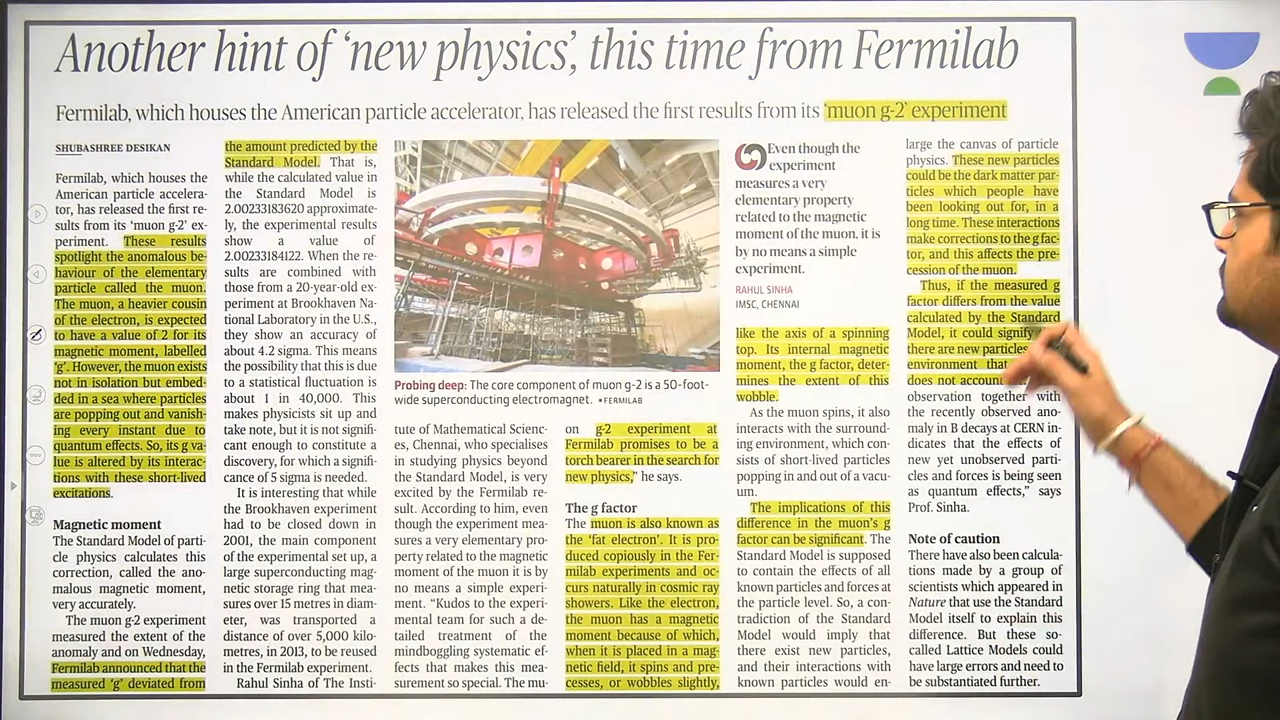 Another hint of ‘new physics’, this time from Fermilab
Fermilab, which houses the American particle accelerator, has released the first results from its ‘muon g-2’ experiment
SHUBASHREE DESIKAN
Fermilab, which houses the
American particle accelera-
tor, has released the first re-
sults from its ‘muon g-2’ ex-
periment. These results
spotlight the anomalous be-
haviour of the elementary
particle called the muon.
The muon, a heavier cousin
of the electron, is expected
to have a value of 2 for its
magnetic moment, labelled
‘g’. However, the muon exists
not in isolation but embed-
ded in a sea where particles
are popping out and vanish-
ing every instant due to
quantum effects. So, its g va-
lue is altered by its interac-
tions with these short-lived
excitations.
Magnetic moment
The Standard Model of parti-
cle physics calculates this
correction, called the ano-
malous magnetic moment,
very accurately.
The muon g-2 experiment
measured the extent of the
anomaly and on Wednesday,
Fermilab announced that the
measured ‘g’ deviated from
the amount predicted by the
Standard Model. That is,
while the calculated value in
the Standard Model is
2.00233183620 approximate-
ly, the experimental results
show a value of
2.00233184122. When the re-
sults are combined with
those from a 20-year-old ex-
periment at Brookhaven Na-
tional Laboratory in the U.S.,
they show an accuracy of
about 4.2 sigma. This means
the possibility that this is due
to a statistical fluctuation is
about 1 in 40,000. This
makes physicists sit up and
take note, but it is not signifi-
cant enough to constitute a
discovery, for which a signifi-
cance of 5 sigma is needed.
It is interesting that while
the Brookhaven experiment
had to be closed down in
2001, the main component
of the experimental set up, a
large superconducting mag-
netic storage ring that mea-
sures over 15 metres in diam-
eter, was transported a
distance of over 5,000 kilo-
metres, in 2013, to be reused
in the Fermilab experiment.
Rahul Sinha of The Insti-
Probing deep: The core component of muon g-2 is a 50-foot-
wide superconducting electromagnet. •FERMILAB
tute of Mathematical Scienc-
es, Chennai, who specialises
in studying physics beyond
the Standard Model, is very
excited by the Fermilab re-
sult. According to him, even
though the experiment mea-
sures a very elementary pro-
perty related to the magnetic
moment of the muon it is by
no means a simple experi-
ment. “Kudos to the experi-
mental team for such a de-
tailed treatment of the
mindboggling systematic ef-
fects that makes this mea-
surement so special. The mu-
on g-2 experiment at
Fermilab promises to be a
torch bearer in the search for
new physics,” he says.
The g factor
The muon is also known as
the ‘fat electron’. It is pro-
duced copiously in the Fer-
milab experiments and oc-
curs naturally in cosmic ray
showers. Like the electron,
the muon has a magnetic
moment because of which,
when it is placed in a mag-
netic field, it spins and pre-
cesses, or wobbles slightly,
Even though the
experiment
measures a very
elementary property
related to the magnetic
moment of the muon, it is
by no means a simple
experiment.
RAHUL SINHA
IMSC, CHENNAI
like the axis of a spinning
top. Its internal magnetic
moment, the g factor, deter-
mines the extent of this
wobble.
As the muon spins, it also
interacts with the surround-
ing environment, which con-
sists of short-lived particles
popping in and out of a vacu-
um.
The implications of this
difference in the muon’s g
factor can be significant. The
Standard Model is supposed
to contain the effects of all
known particles and forces at
the particle level. So, a con-
tradiction of the Standard
Model would imply that
there exist new particles,
and their interactions with
known particles would en-
large the canvas of particle
physics. These new particles
could be the dark matter par-
ticles which people have
been looking out for, in a
long time. These interactions
make corrections to the g fac-
tor, and this affects the pre-
cession of the muon.
Thus, if the measured g
factor differs from the value
calculated by the Standard
Model, it could signify
there are new particles
environment that
does not account
observation together with
the recently observed ano-
maly in B decays at CERN in-
dicates that the effects of
new yet unobserved parti-
cles and forces is being seen
as quantum effects,” says
Prof. Sinha.
Note of caution
There have also been calcula-
tions made by a group of
scientists which appeared in
Nature that use the Standard
Model itself to explain this
difference. But these so-
called Lattice Models could
have large errors and need to
be substantiated further.